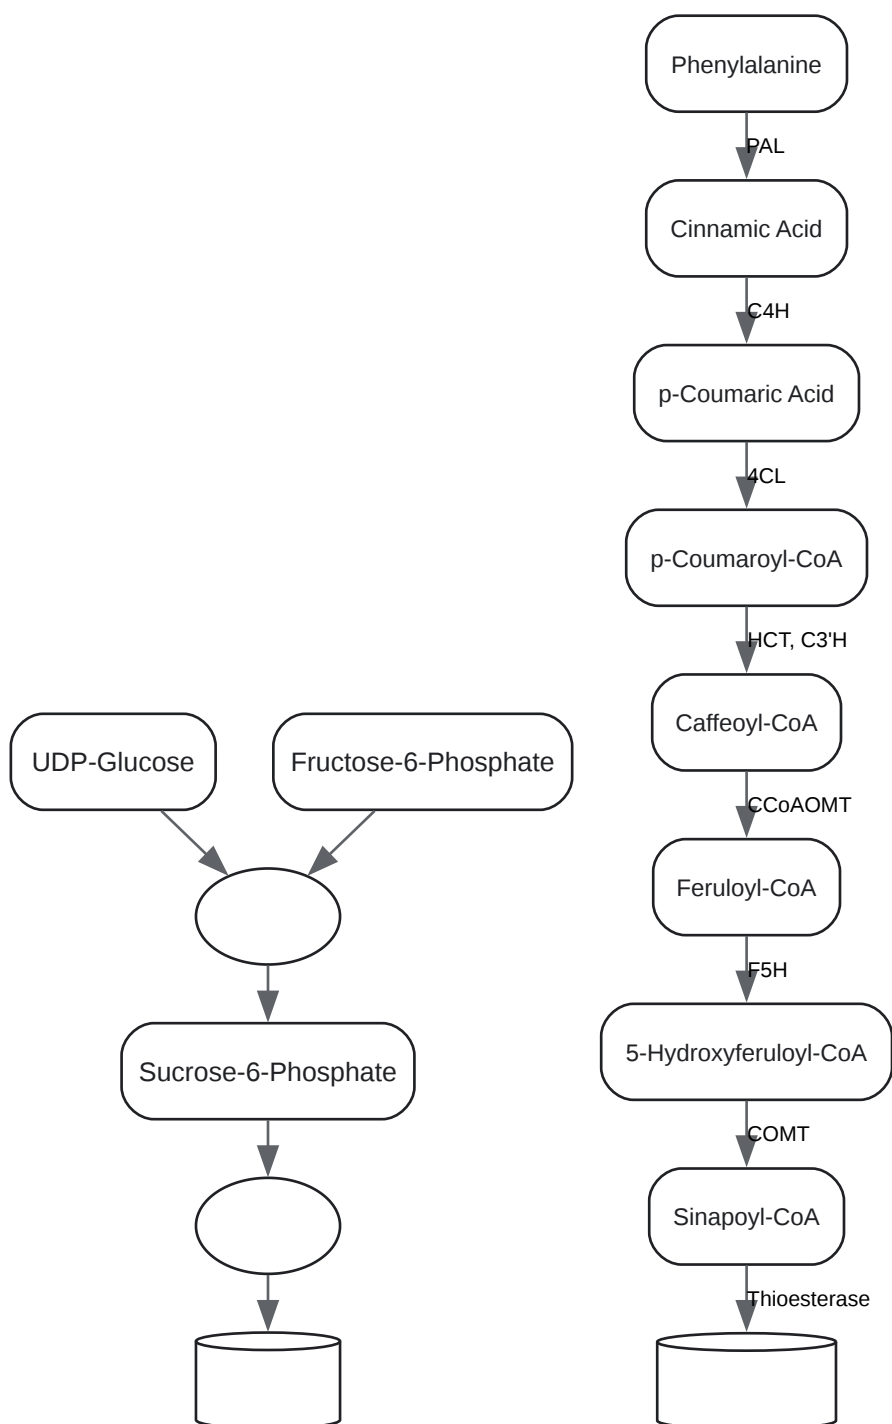 Phenylalanine
PAL
Cinnamic Acid
C4H
p-Coumaric Acid
4CL
p-Coumaroyl-CoA
HCT, C3'H
Caffeoyl-CoA
UDP-Glucose
Fructose-6-Phosphate
CCoAOMT
Feruloyl-CoA
F5H
5-Hydroxyferuloyl-CoA
Sucrose-6-Phosphate
COMT
Sinapoyl-CoA
Thioesterase